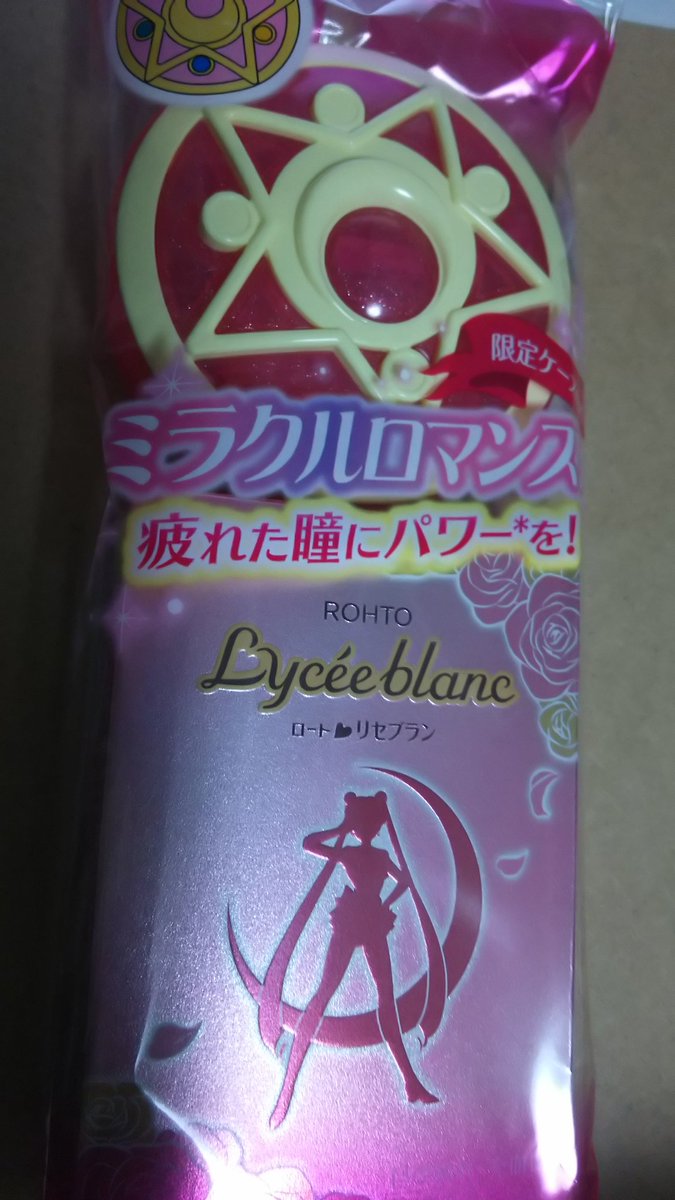 限定ケー
ミラクルロマンス
疲れた瞳にパワー*を!
ROHTO
Lycée blanc
ロート♥リセブラン